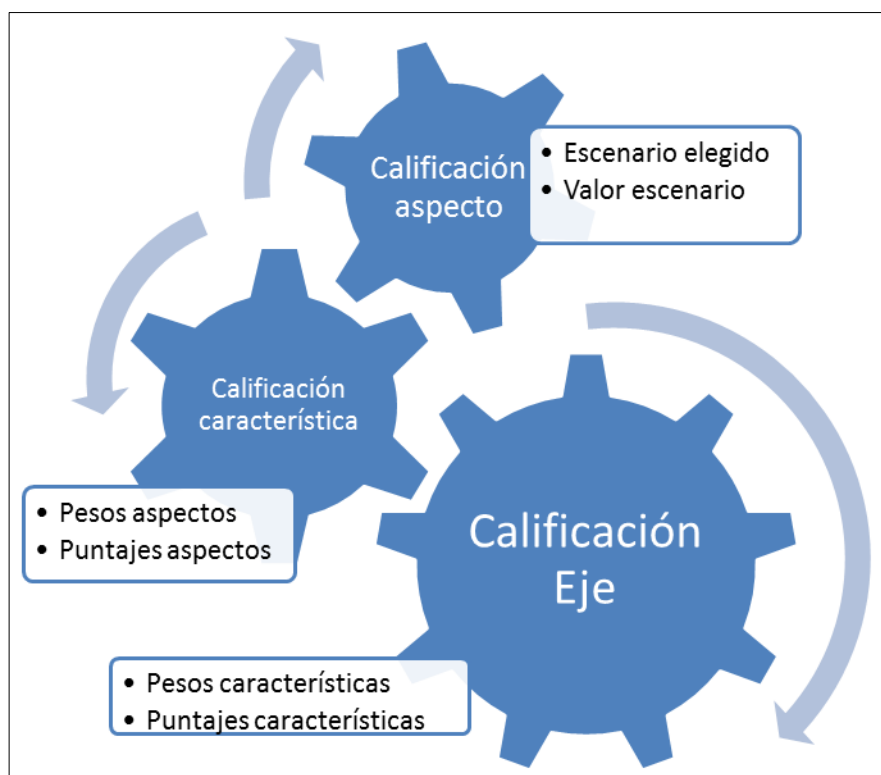 Calificación
aspecto
• Escenario elegido
• Valor escenario
Calificación
característica
• Pesos aspectos
• Puntajes aspectos
Calificación
Eje
• Pesos características
• Puntajes características